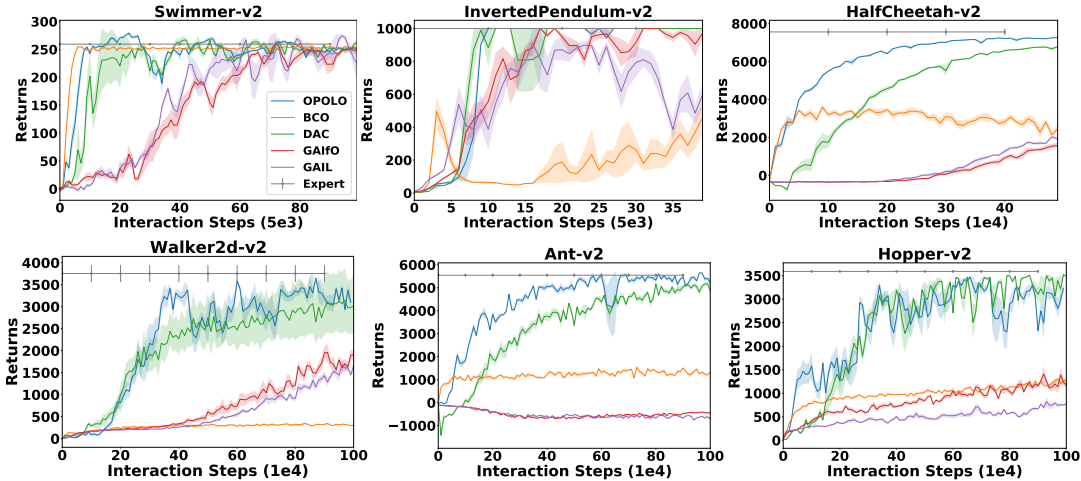 Swimmer-v2
300
250
200
150
100
50
0
Returns
0 20 40 60 80
Interaction Steps (5e3)
OPOLO
BCO
DAC
GAIfO
GAIL
Expert
InvertedPendulum-v2
1000
800
600
400
200
0
Returns
0 5 10 15 20 25 30 35
Interaction Steps (5e3)
HalfCheetah-v2
8000
6000
4000
2000
0
Returns
0 10 20 30 40
Interaction Steps (1e4)
Walker2d-v2
4000
3500
3000
2500
2000
1500
1000
500
0
Returns
0 20 40 60 80 100
Interaction Steps (1e4)
Ant-v2
6000
5000
4000
3000
2000
1000
0
−1000
Returns
0 20 40 60 80 100
Interaction Steps (1e4)
Hopper-v2
3500
3000
2500
2000
1500
1000
500
0
Returns
0 20 40 60 80 100
Interaction Steps (1e4)